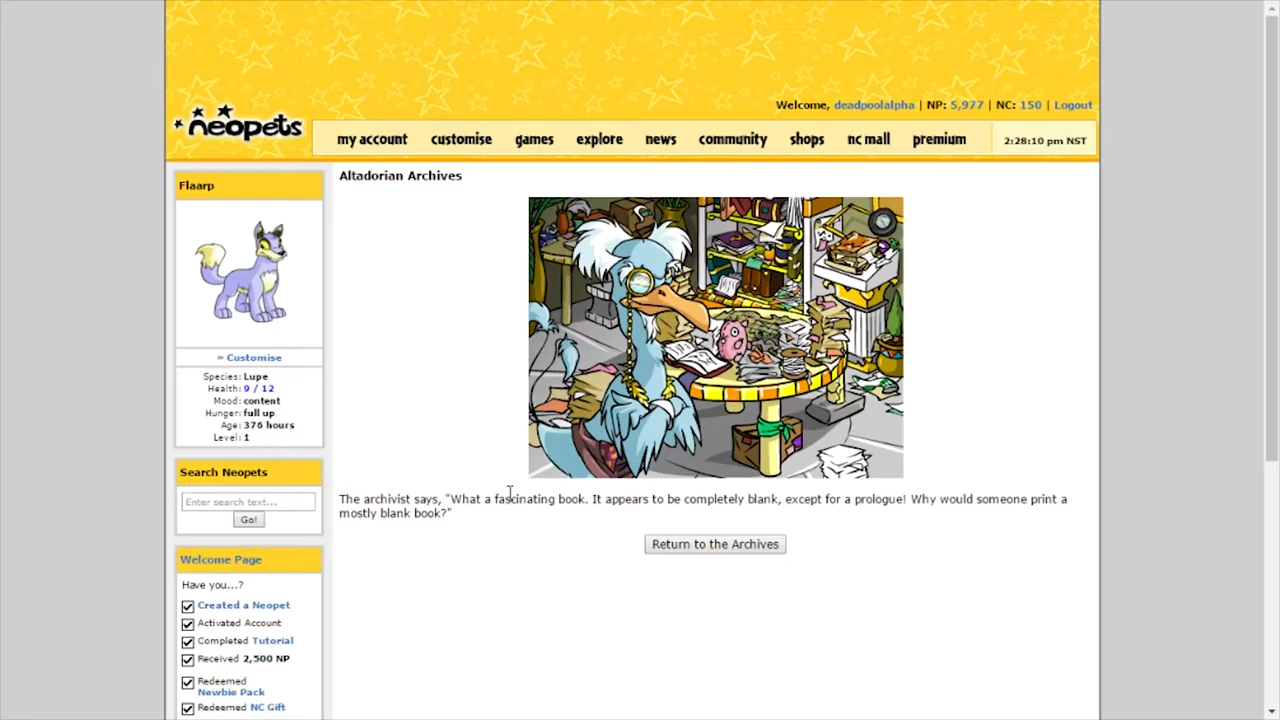 Welcome, deadpoolalpha | NP: 5,977 | NC: 150 | Logout
neopets
my account customise games explore news community shops nc mall premium 2:28:10 pm NST
Flaarp
» Customise
Species: Lupe
Health: 9 / 12
Mood: content
Hunger: full up
Age: 376 hours
Level: 1
Search Neopets
Enter search text...
Go!
Welcome Page
Have you...?
Created a Neopet
Activated Account
Completed Tutorial
Received 2,500 NP
Redeemed
Newbie Pack
Redeemed NC Gift
Altadorian Archives
The archivist says, "What a fascinating book. It appears to be completely blank, except for a prologue! Why would someone print a
mostly blank book?"
Return to the Archives